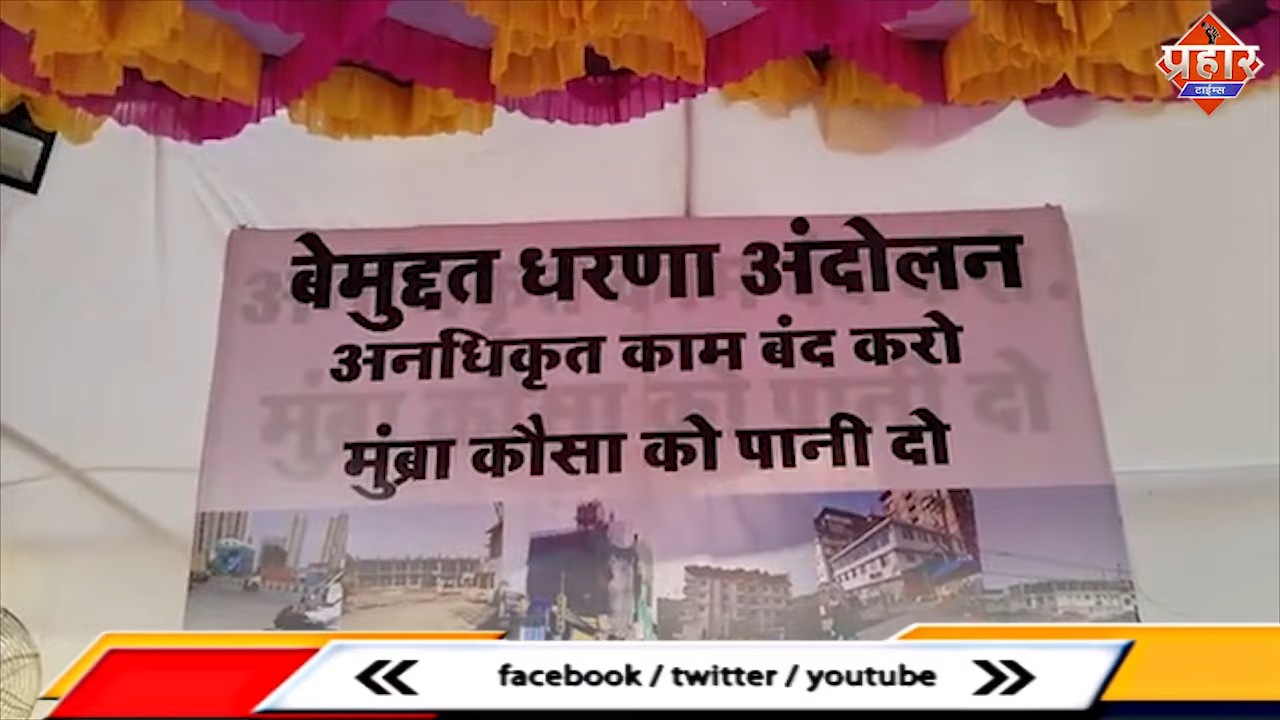 प्रहार
टाईम्स
बेमुद्दत धरणा अंदोलन
अनधिकृत काम बंद करो
मुंब्रा कौसा को पानी दो
facebook / twitter / youtube